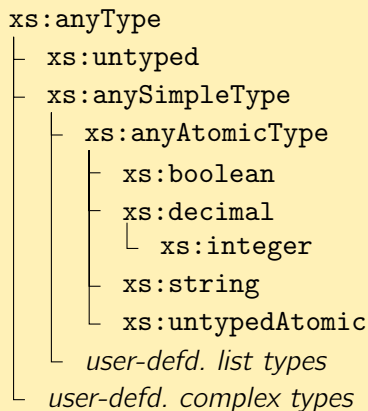 xs:anyType
xs:untyped
xs:anySimpleType
xs:anyAtomicType
xs:boolean
xs:decimal
xs:integer
xs:string
xs:untypedAtomic
user-defd. list types
user-defd. complex types